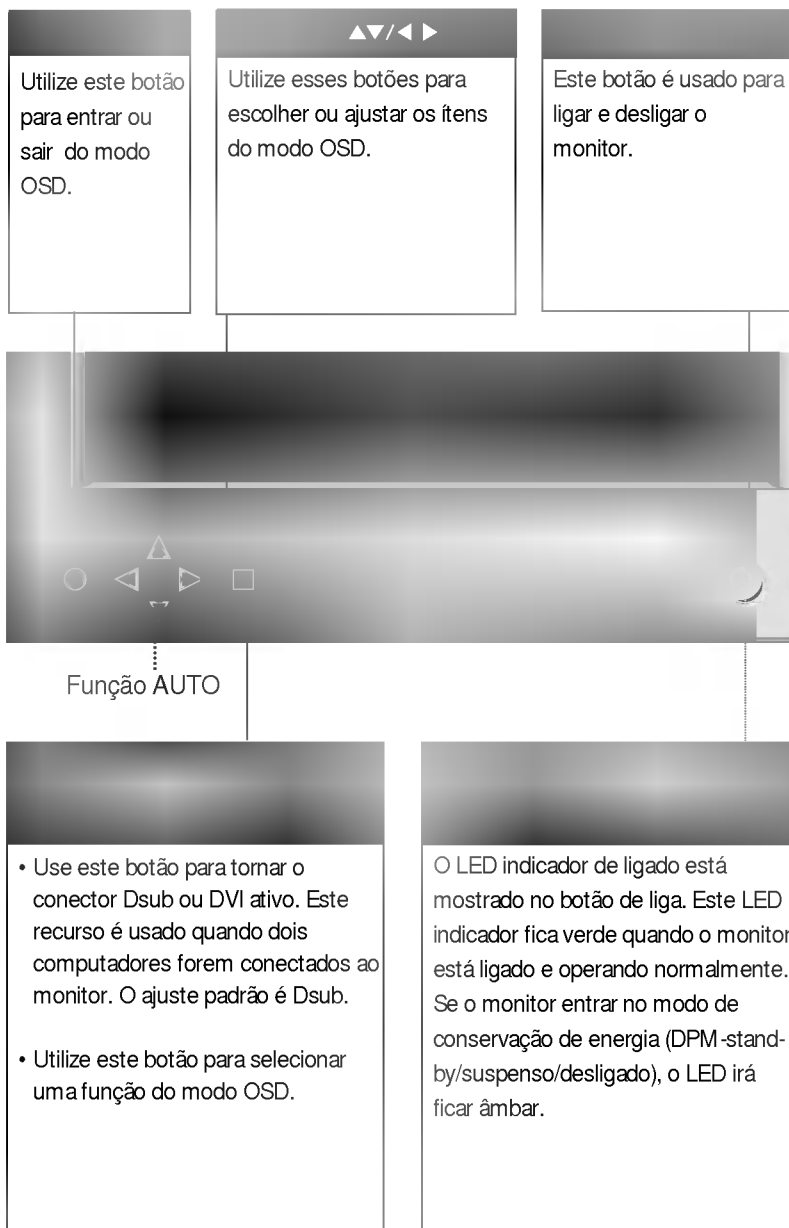 ▲▼/◀ ▶
Utilize este botão
para entrar ou
sair do modo
OSD.
Utilize esses botões para
escolher ou ajustar os ítens
do modo OSD.
Este botão é usado para
ligar e desligar o
monitor.
Função AUTO
• Use este botão para tornar o
conector Dsub ou DVI ativo. Este
recurso é usado quando dois
computadores forem conectados ao
monitor. O ajuste padrão é Dsub.
• Utilize este botão para selecionar
uma função do modo OSD.
O LED indicador de ligado está
mostrado no botão de liga. Este LED
indicador fica verde quando o monitor
está ligado e operando normalmente.
Se o monitor entrar no modo de
conservação de energia (DPM-stand-
by/suspenso/desligado), o LED irá
ficar âmbar.